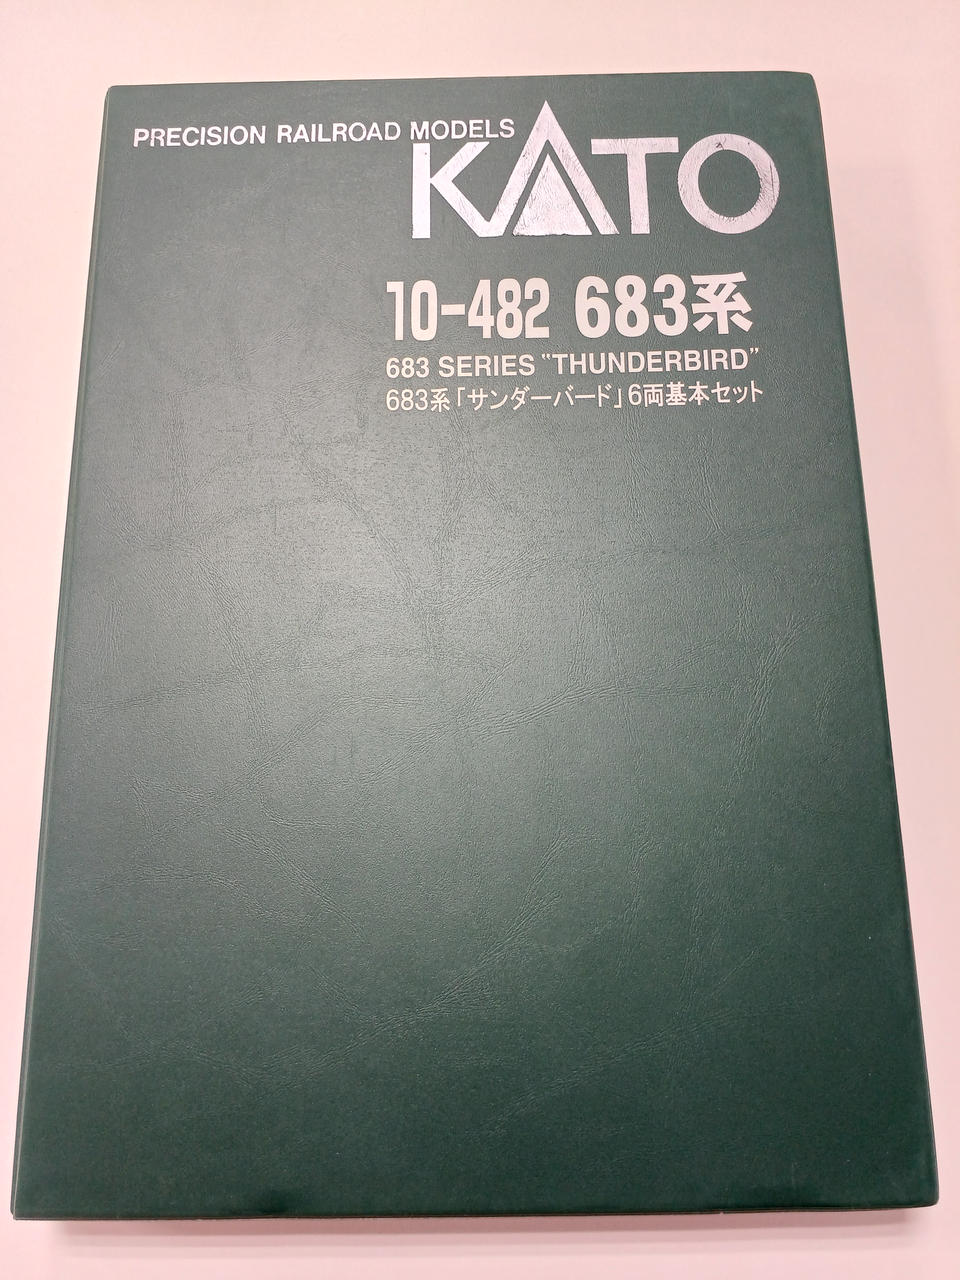 PRECISION RAILROAD MODELS
KATO
10-482 683系
683 SERIES "THUNDERBIRD"
683系「サンダーバード」6両基本セット